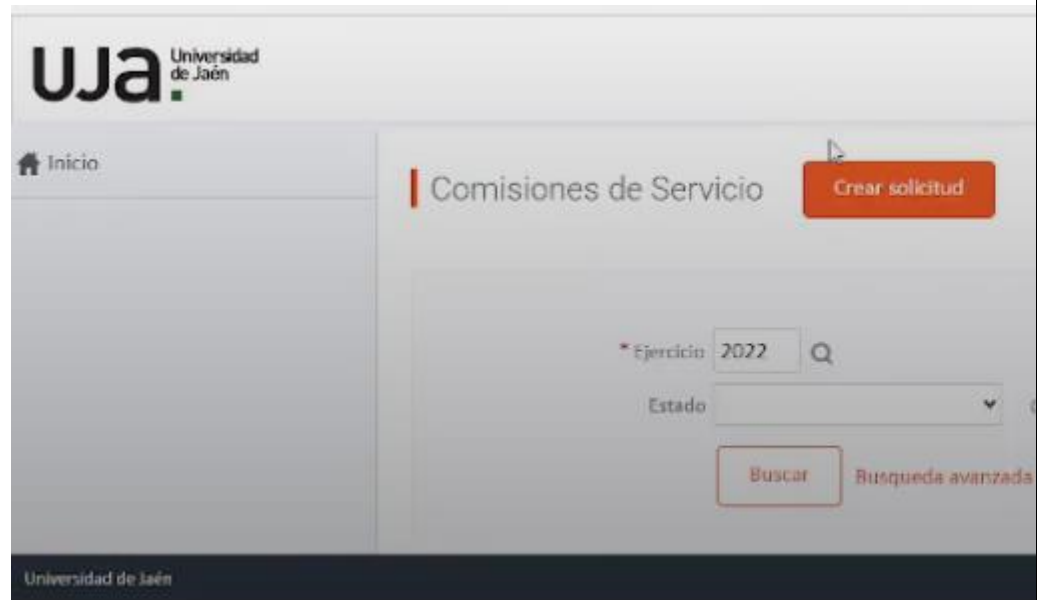 uja Universidad
de Jaén
Inicio
Comisiones de Servicio Crear solicitud
* Ejercicio 2022
Estado
Buscar Busqueda avanzada
Universidad de Jaén